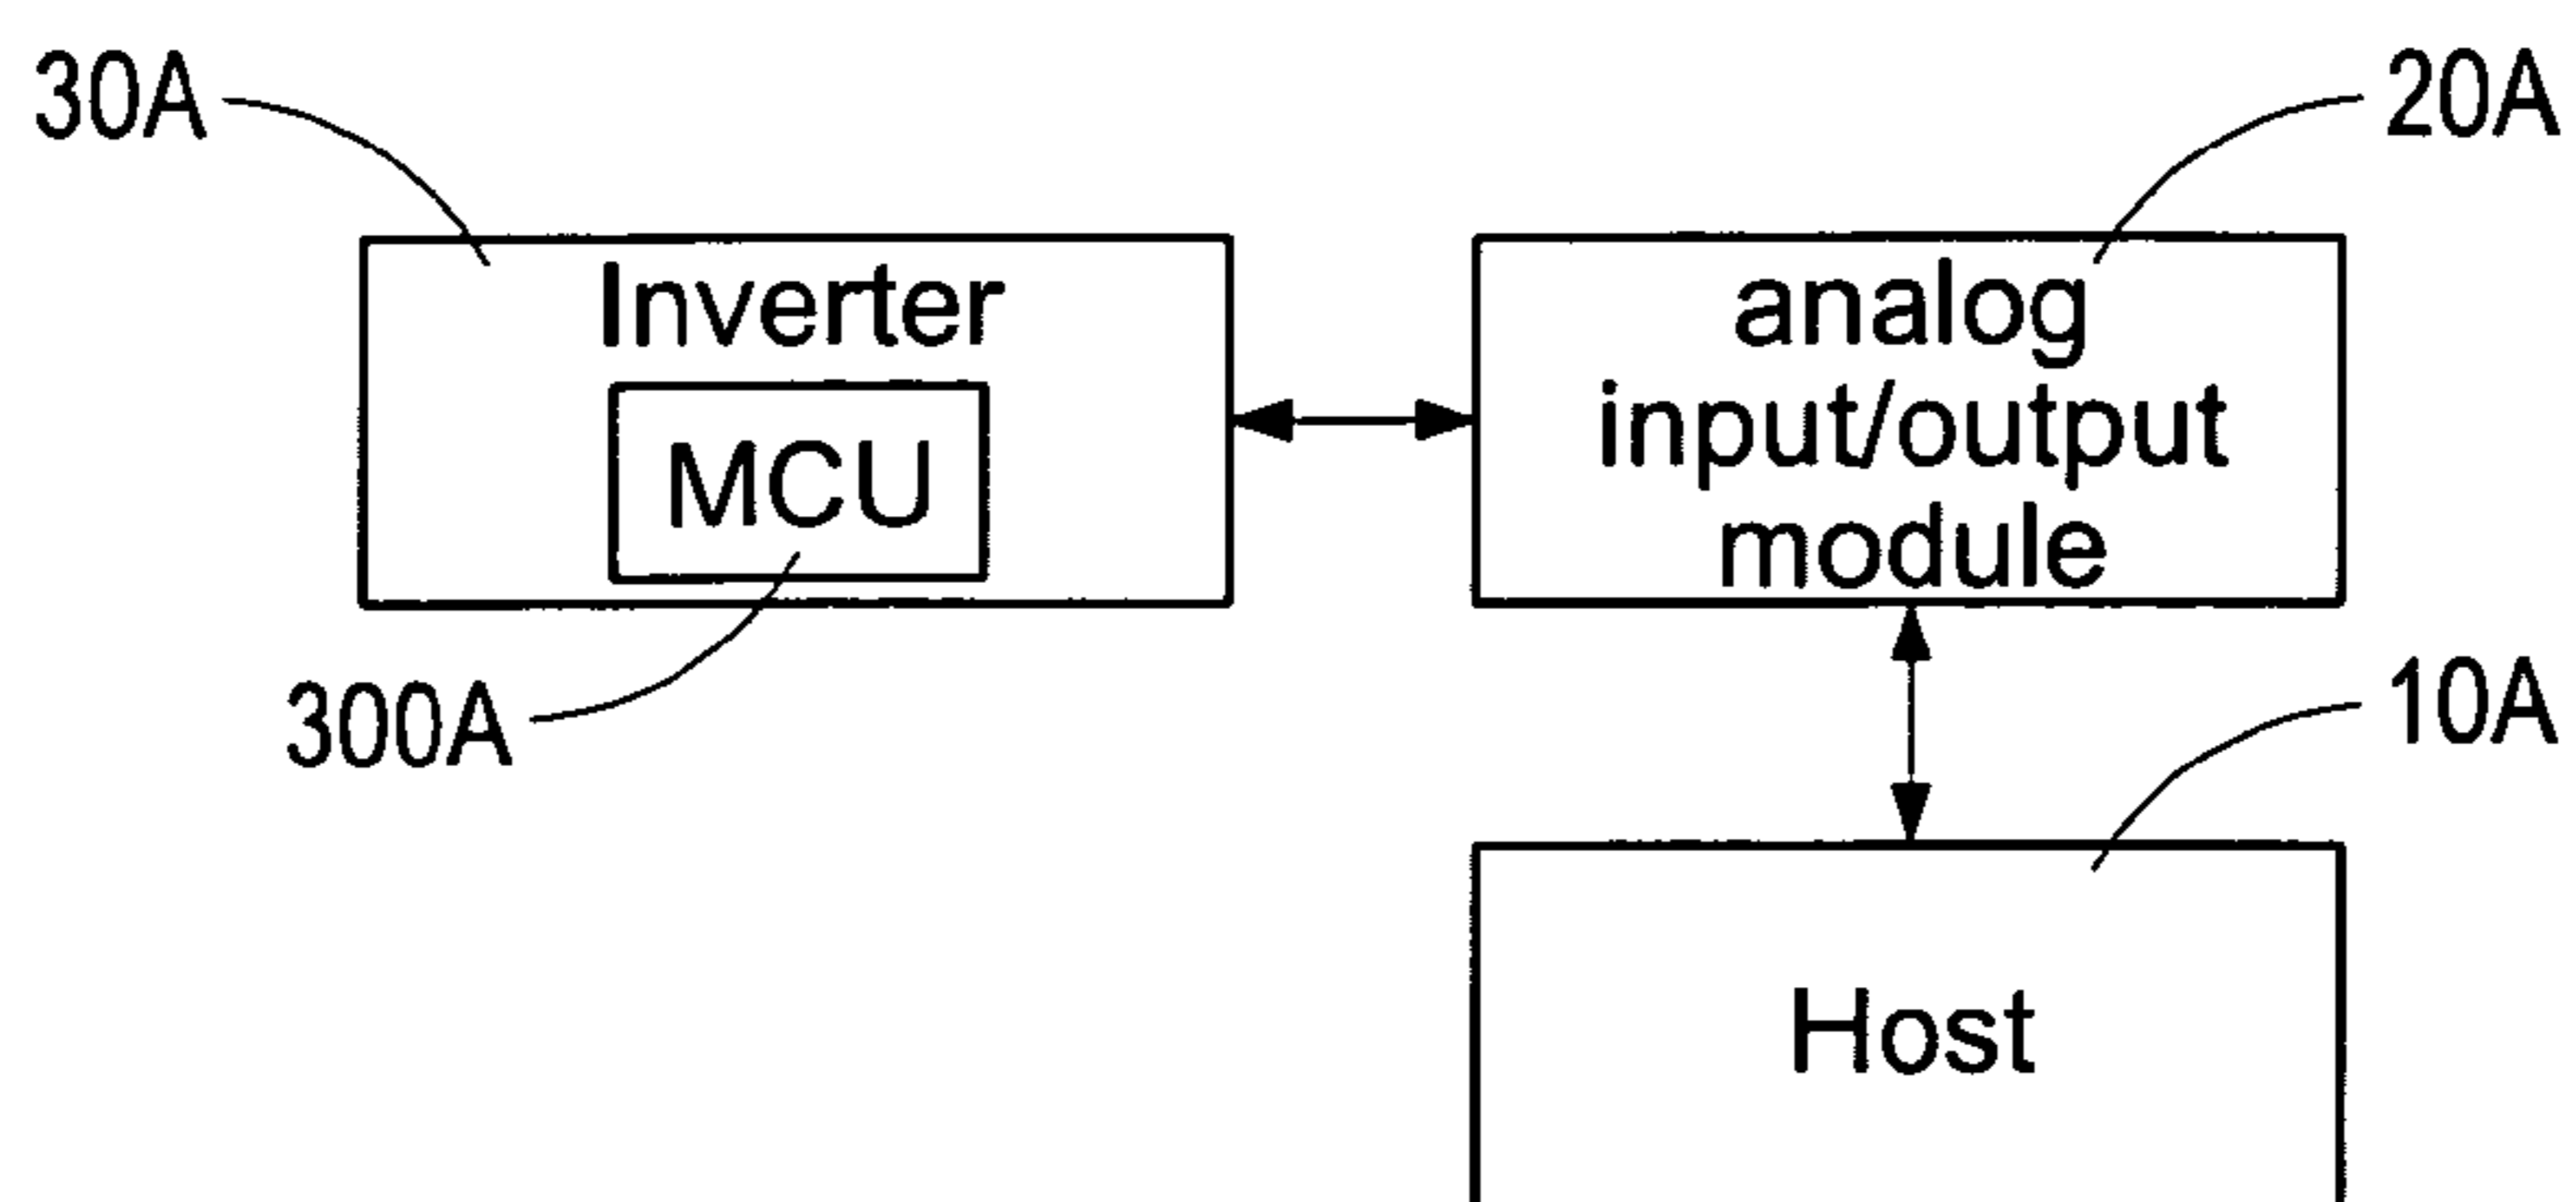 30A
20A
Inverter
MCU
analog
input/output
module
300A
10A
Host